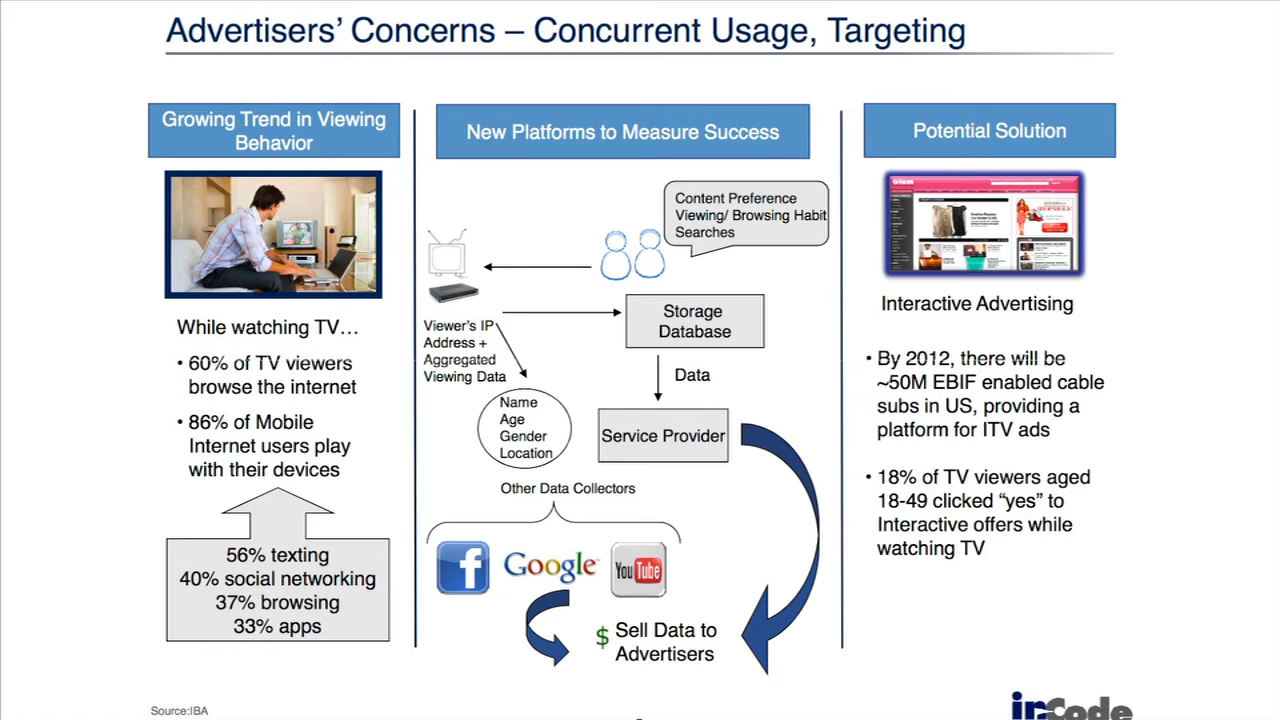 Advertisers' Concerns – Concurrent Usage, Targeting
Growing Trend in Viewing
Behavior
While watching TV…
• 60% of TV viewers
browse the internet
• 86% of Mobile
Internet users play
with their devices
56% texting
40% social networking
37% browsing
33% apps
New Platforms to Measure Success
Content Preference
Viewing/ Browsing Habit
Searches
Viewer's IP
Address +
Aggregated
Viewing Data
Storage
Database
Data
Name
Age
Gender
Location
Service Provider
Other Data Collectors
f
Google™
You Tube
$ Sell Data to
Advertisers
Potential Solution
Glam
Interactive Advertising
• By 2012, there will be
~50M EBIF enabled cable
subs in US, providing a
platform for ITV ads
• 18% of TV viewers aged
18-49 clicked “yes” to
Interactive offers while
watching TV
Source:IBA
inCode